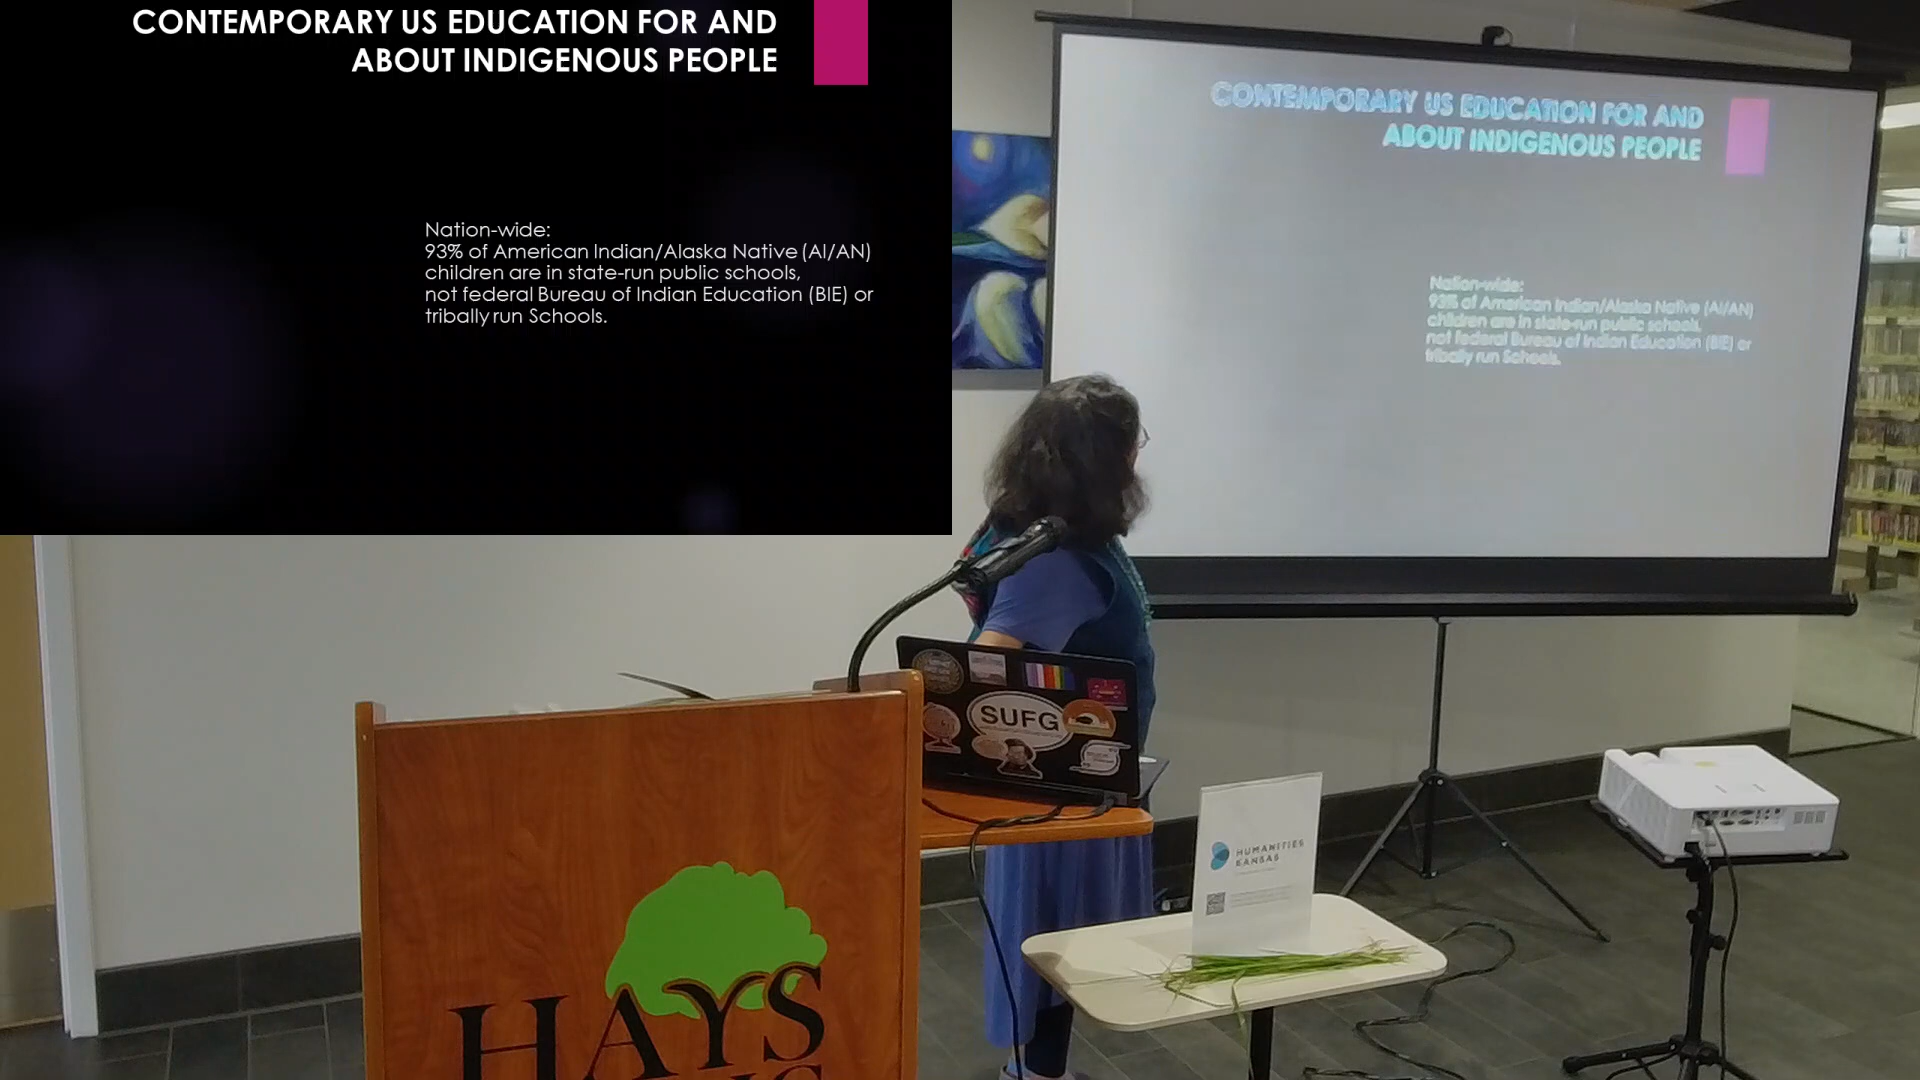 CONTEMPORARY US EDUCATION FOR AND
ABOUT INDIGENOUS PEOPLE
Nation-wide:
93% of American Indian/Alaska Native (AI/AN)
children are in state-run public schools,
not federal Bureau of Indian Education (BIE) or
tribally run Schools.
CONTEMPORARY US EDUCATION FOR AND
ABOUT INDIGENOUS PEOPLE
Nation-wide:
93% of American Indian/Alaska Native (AI/AN)
children are in state-run public schools,
not federal Bureau of Indian Education (BIE) or
tribally run Schools.
SUFG
HUMANITIES
KANSAS
HAYS